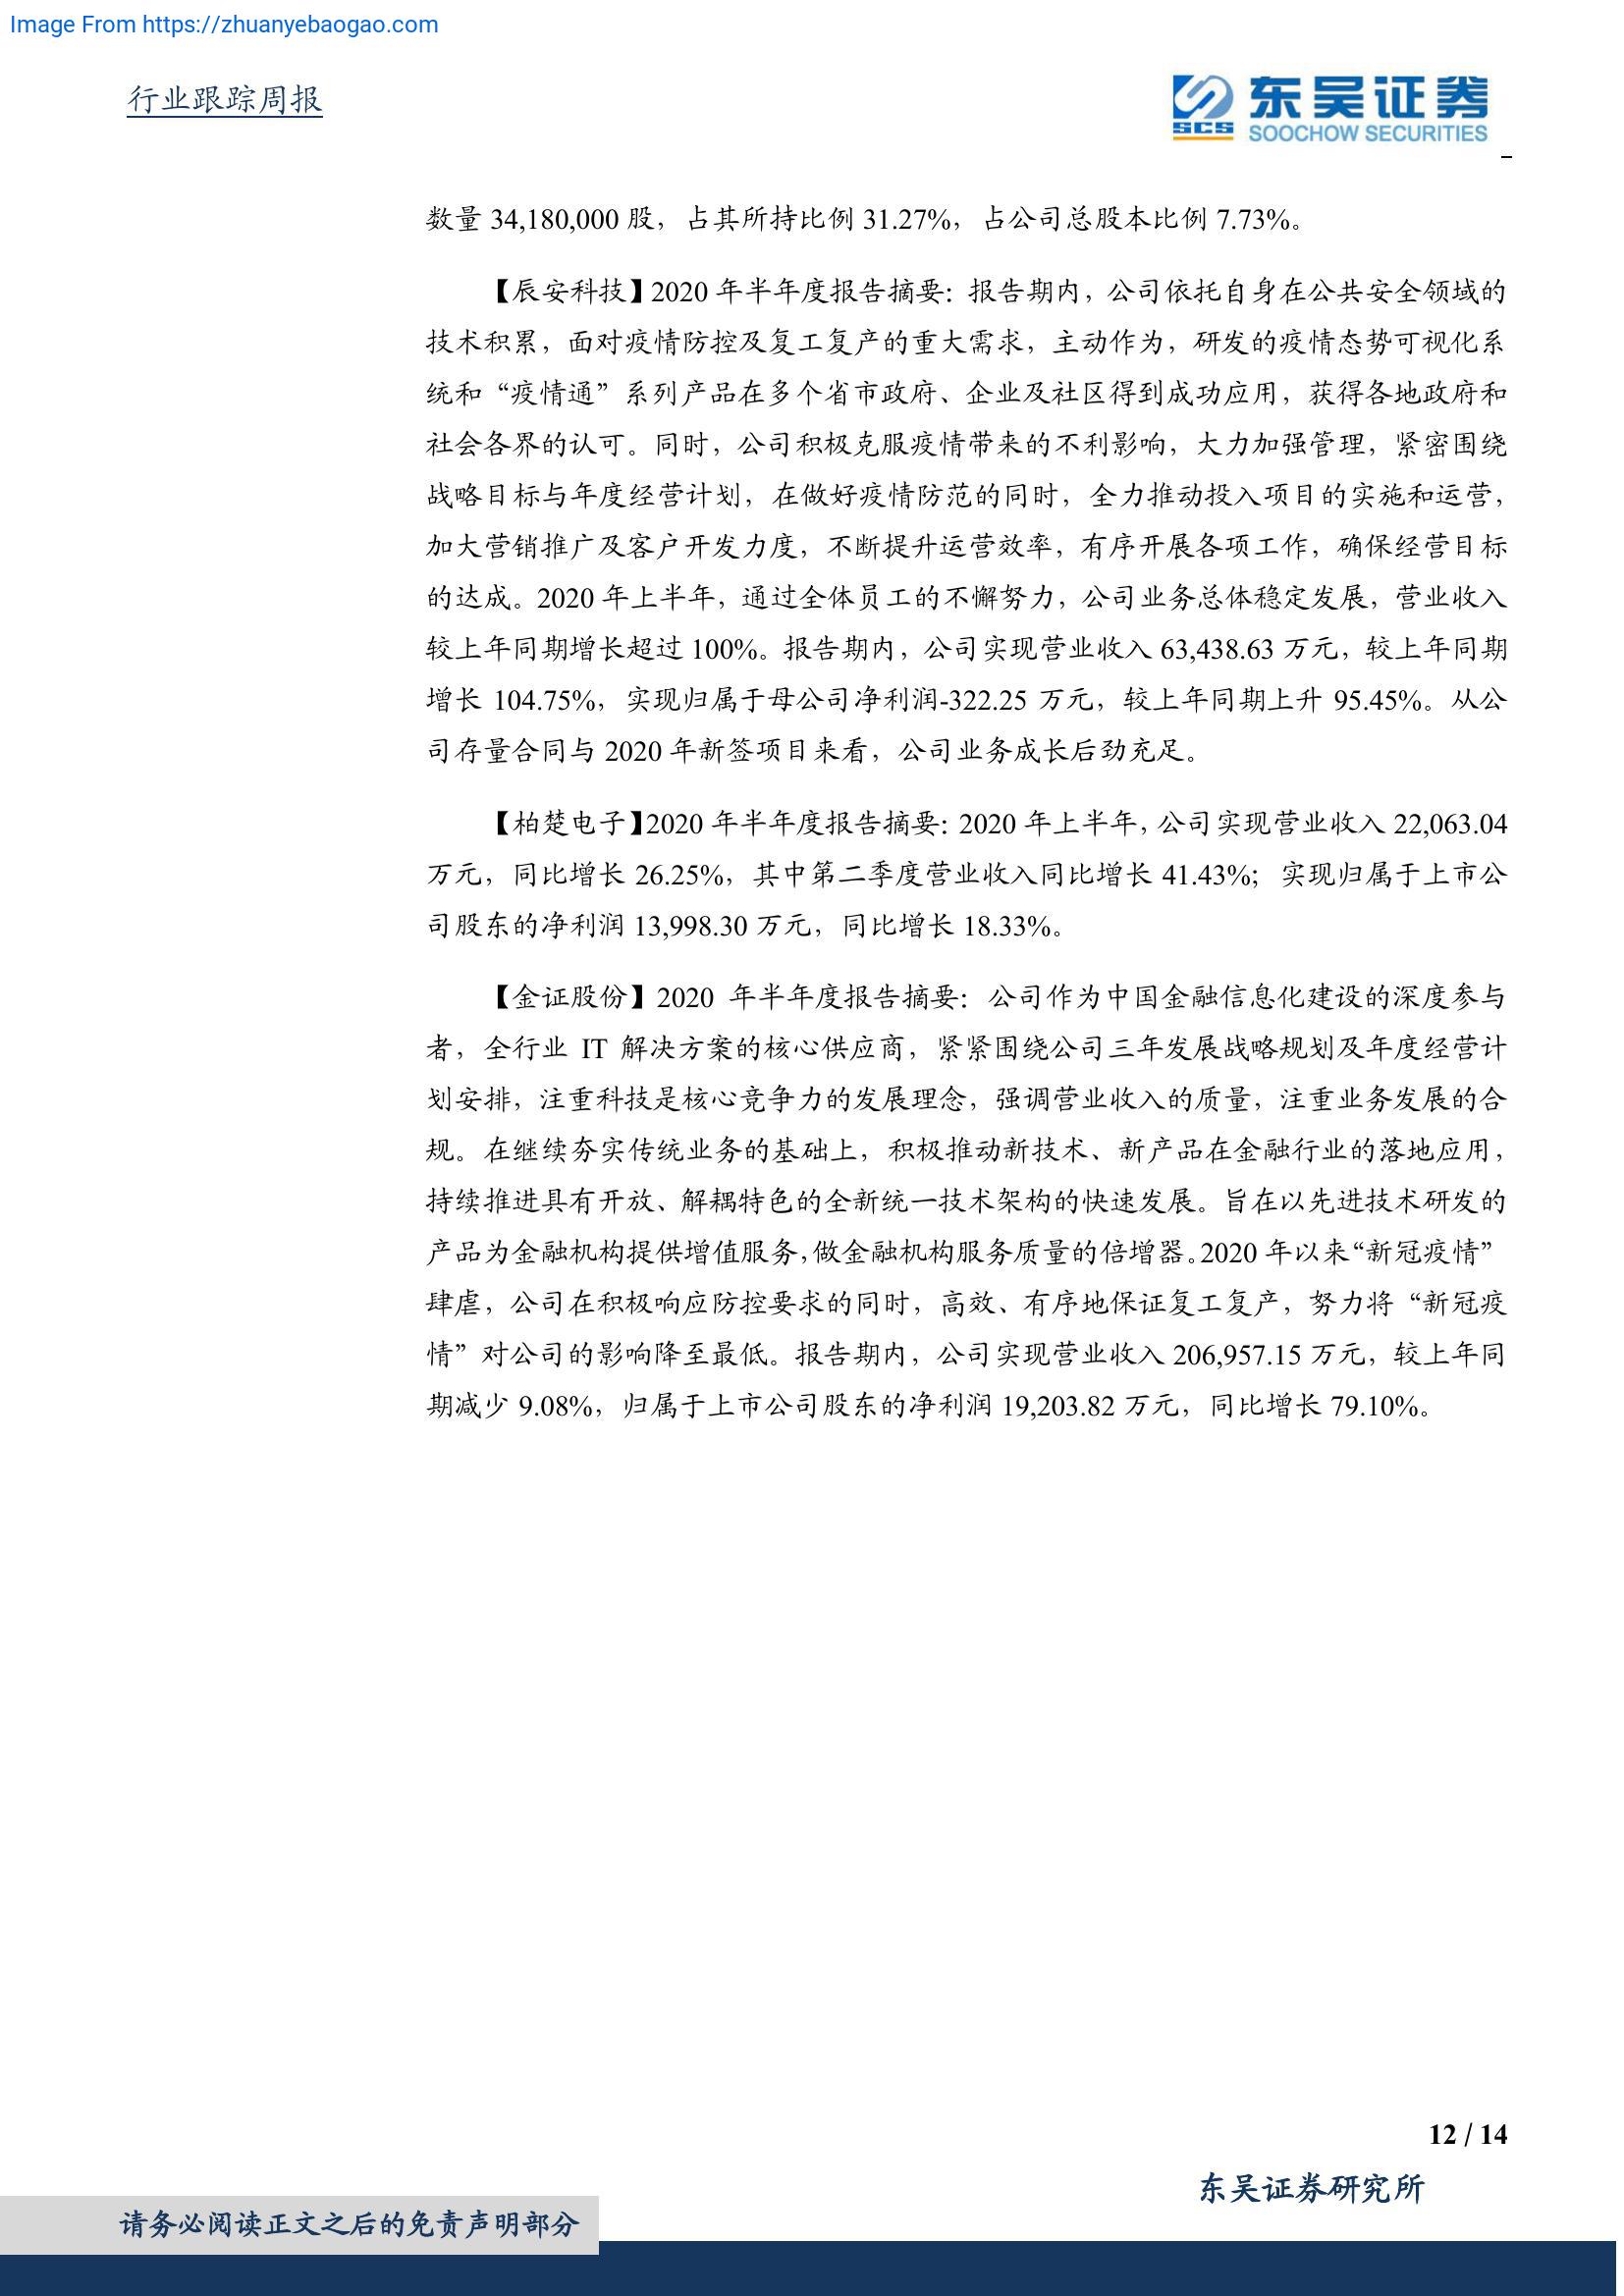 Image From https://zhuanyebaogao.com
行业跟踪周报
SCS
东吴证券
SOOCHOW SECURITIES
数量 34,180,000 股，占其所持比例 31.27%，占公司总股本比例 7.73%。
【辰安科技】2020 年半年度报告摘要：报告期内，公司依托自身在公共安全领域的
技术积累，面对疫情防控及复工复产的重大需求，主动作为，研发的疫情态势可视化系
统和“疫情通”系列产品在多个省市政府、企业及社区得到成功应用，获得各地政府和
社会各界的认可。同时，公司积极克服疫情带来的不利影响，大力加强管理，紧密围绕
战略目标与年度经营计划，在做好疫情防范的同时，全力推动投入项目的实施和运营，
加大营销推广及客户开发力度，不断提升运营效率，有序开展各项工作，确保经营目标
的达成。2020 年上半年，通过全体员工的不懈努力，公司业务总体稳定发展，营业收入
较上年同期增长超过 100%。报告期内，公司实现营业收入 63,438.63 万元，较上年同期
增长 104.75%，实现归属于母公司净利润-322.25 万元，较上年同期上升 95.45%。从公
司存量合同与 2020 年新签项目来看，公司业务成长后劲充足。
【柏楚电子】2020 年半年度报告摘要：2020 年上半年，公司实现营业收入 22,063.04
万元，同比增长 26.25%，其中第二季度营业收入同比增长 41.43%；实现归属于上市公
司股东的净利润 13,998.30 万元，同比增长 18.33%。
【金证股份】2020 年半年度报告摘要：公司作为中国金融信息化建设的深度参与
者，全行业 IT 解决方案的核心供应商，紧紧围绕公司三年发展战略规划及年度经营计
划安排，注重科技是核心竞争力的发展理念，强调营业收入的质量，注重业务发展的合
规。在继续夯实传统业务的基础上，积极推动新技术、新产品在金融行业的落地应用，
持续推进具有开放、解耦特色的全新统一技术架构的快速发展。旨在以先进技术研发的
产品为金融机构提供增值服务，做金融机构服务质量的倍增器。2020 年以来“新冠疫情”
肆虐，公司在积极响应防控要求的同时，高效、有序地保证复工复产，努力将“新冠疫
情”对公司的影响降至最低。报告期内，公司实现营业收入 206,957.15 万元，较上年同
期减少 9.08%，归属于上市公司股东的净利润 19,203.82 万元，同比增长 79.10%。
12 / 14
东吴证券研究所
请务必阅读正文之后的免责声明部分